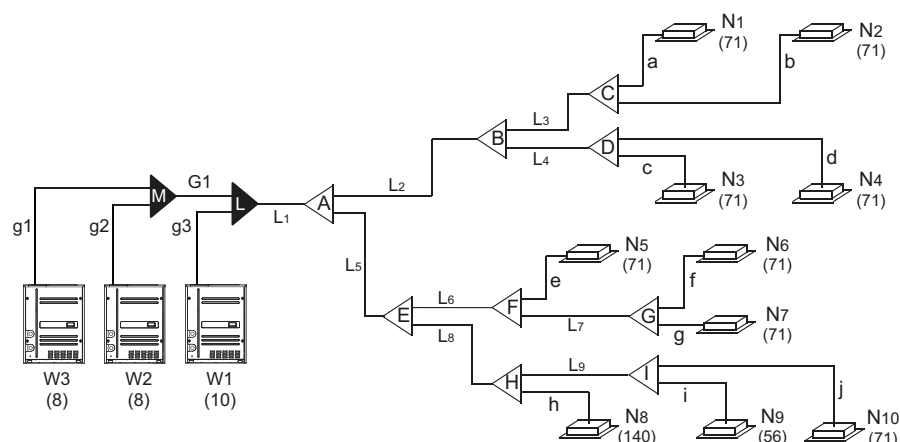 N1
(71)
N2
(71)
a
b
C
L3
B
L4
D
d
c
N3
(71)
N4
(71)
G1
M
L
L1
A
L2
g1
g2
g3
L5
N5
(71)
N6
(71)
e
f
L6
F
E
L7
G
g
N7
(71)
L8
L9
I
j
H
h
i
N8
(140)
N9
(56)
N10
(71)
W3
(8)
W2
(8)
W1
(10)